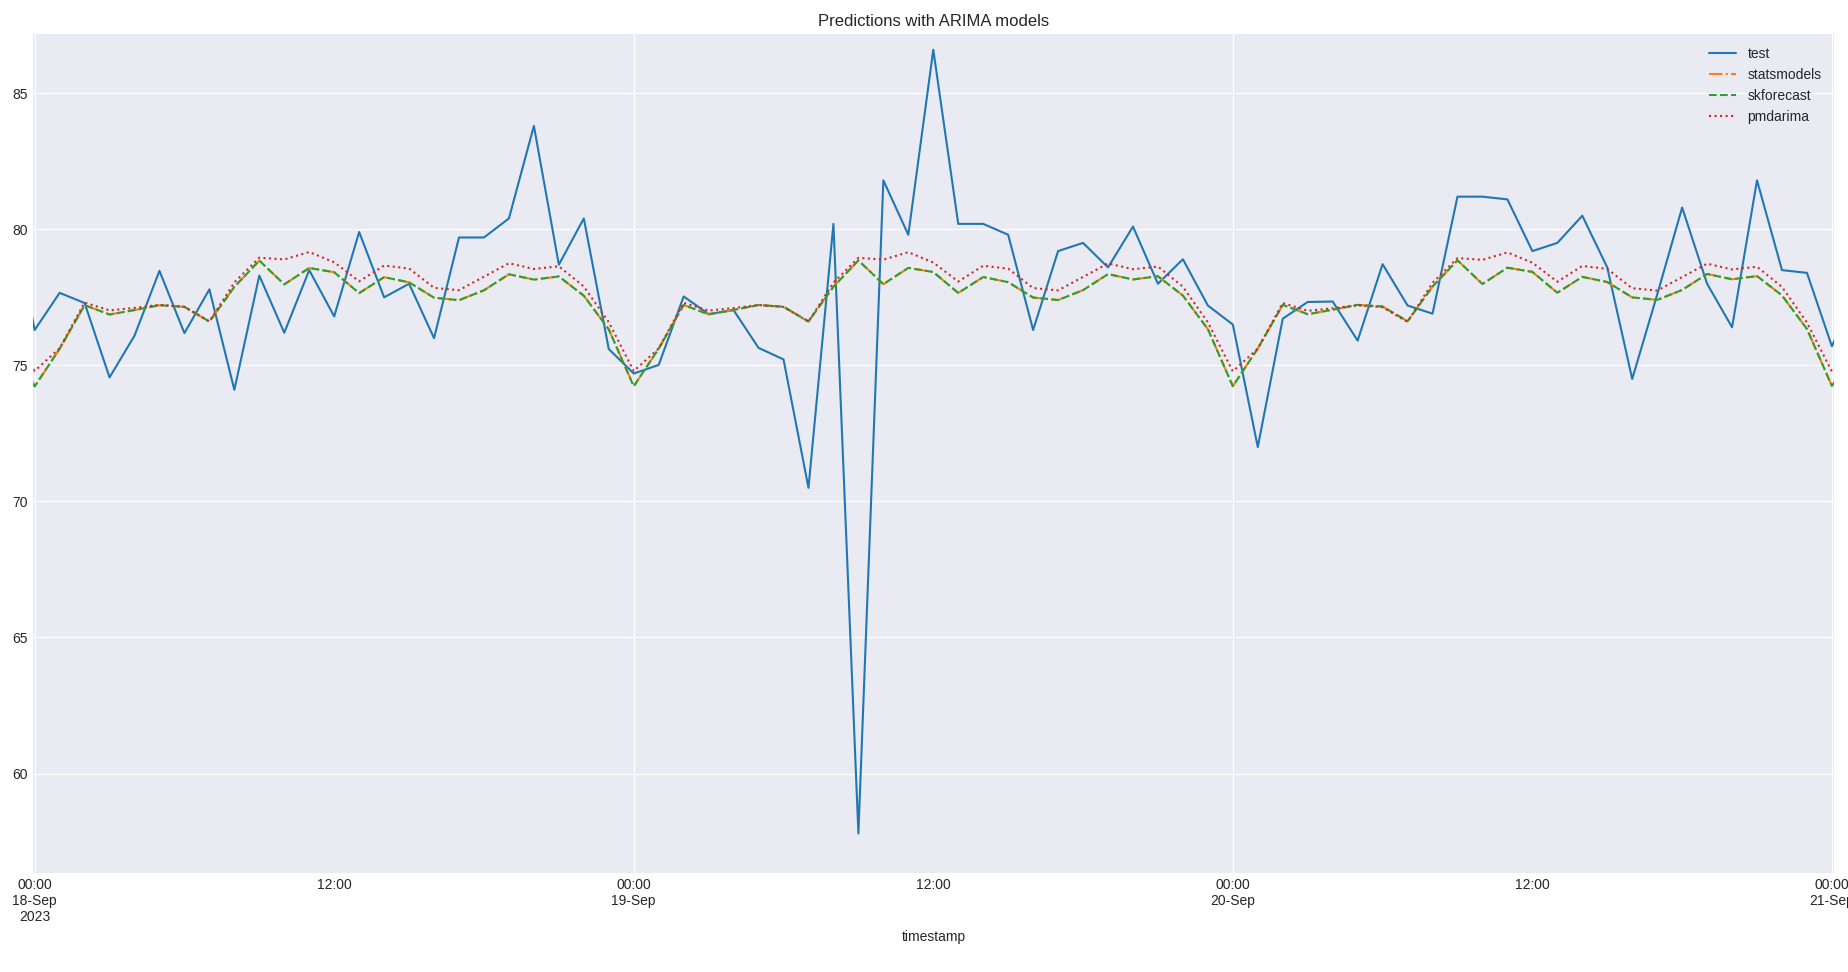 Predictions with ARIMA models
test
statsmodels
skforecast
pmdarima
85
80
75
70
65
60
00:00 12:00 00:00 12:00 00:00 12:00 00:00
18-Sep 19-Sep 20-Sep 21-Sep
2023
timestamp